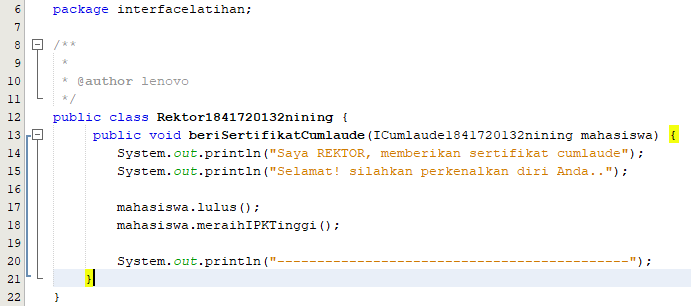 6 package interfacelatihan;
7
8 /**
9 *
10 * @author lenovo
11 */
12 public class Rektor1841720132nining {
13 public void beriSertifikatCumlaude(ICumlaude1841720132nining mahasiswa) {
14 System.out.println("Saya REKTOR, memberikan sertifikat cumlaude");
15 System.out.println("Selamat! silahkan perkenalkan diri Anda..");
16
17 mahasiswa.lulus();
18 mahasiswa.meraihIPKTinggi();
19
20 System.out.println("--------------------------------------------");
21 }
22 }